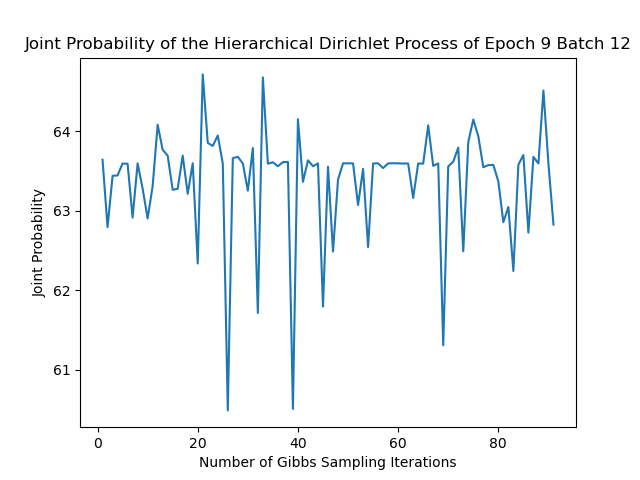 Joint Probability of the Hierarchical Dirichlet Process of Epoch 9 Batch 12
64
63
62
61
Joint Probability
0 20 40 60 80
Number of Gibbs Sampling Iterations